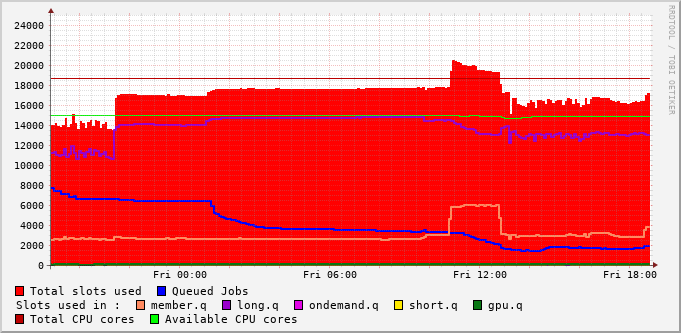 24000
22000
20000
18000
16000
14000
12000
10000
8000
6000
4000
2000
0
Fri 00:00 Fri 06:00 Fri 12:00 Fri 18:00
RRDTOOL / TOBI OETIKER
Total slots used Queued Jobs
Slots used in : member.q long.q ondemand.q short.q gpu.q
Total CPU cores Available CPU cores